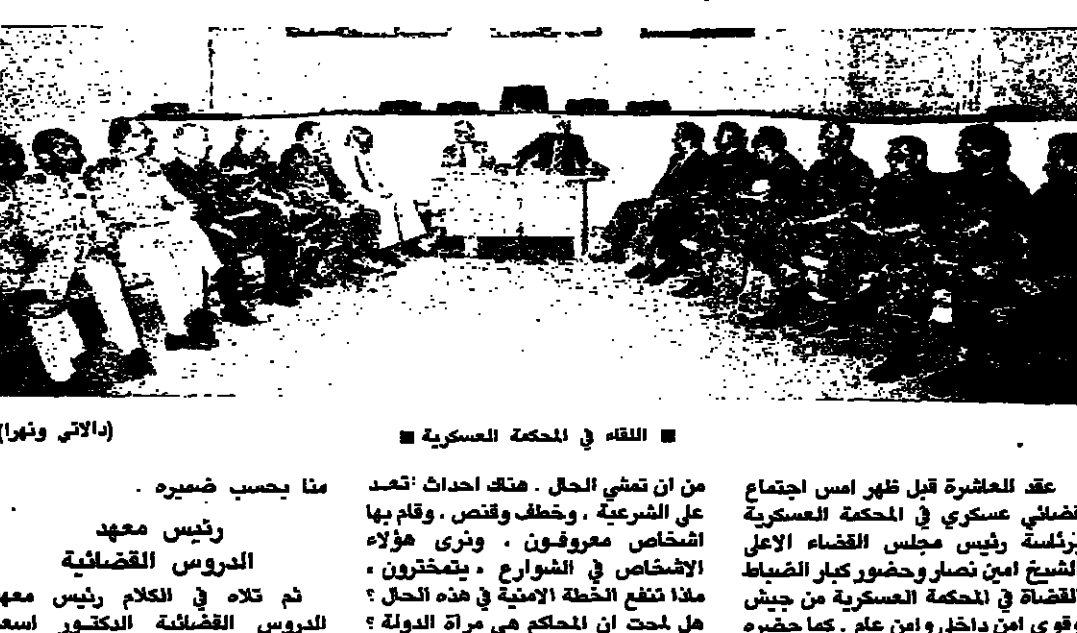 ■ اللقاء في المحكمة العسكرية ■
(دالاتي ونهرا)
عقد العاشرة قبل ظهر امس اجتماع
قضائي عسكري في المحكمة العسكرية
برئاسة رئيس مجلس القضاء الاعلى
الشيخ امين نصار وحضور كبار الضباط
القضاة في المحكمة العسكرية من جيش
وقوى امن داخلي وامن عام . كما حضره
من ان تمشي الحال . هناك احداث تعد
على الشرعية ، وخطف وقنص . وقام بها
اشخاص معروفون ، ونرى هؤلاء
الاشخاص في الشوارع ، يتمخترون ،
ماذا تنفع الخطة الامنية في هذه الحال ؟
هل لمحت ان المحاكم هي مرآة الدولة ؟
منا بحسب ضميره .
رئيس معهد
الدروس القضائية
ثم تلاه في الكلام رئيس معهد
الدروس القضائية الدكتور اسعد